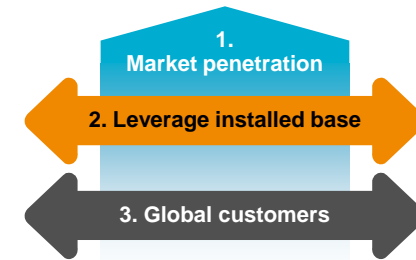 1.
Market penetration
2. Leverage installed base
3. Global customers